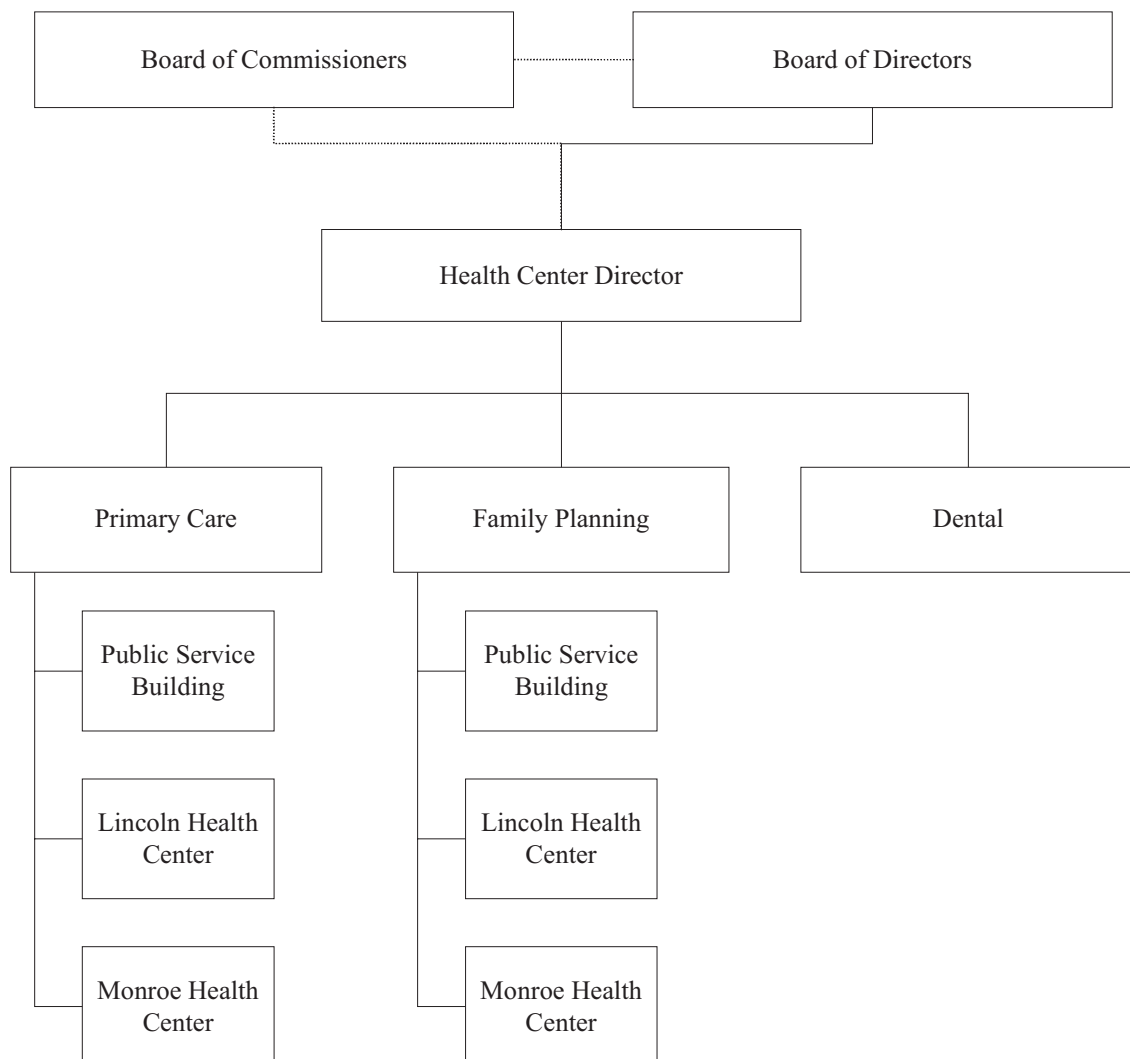 Board of Commissioners
Board of Directors
Health Center Director
Primary Care
Family Planning
Dental
Public Service
Building
Public Service
Building
Lincoln Health
Center
Lincoln Health
Center
Monroe Health
Center
Monroe Health
Center